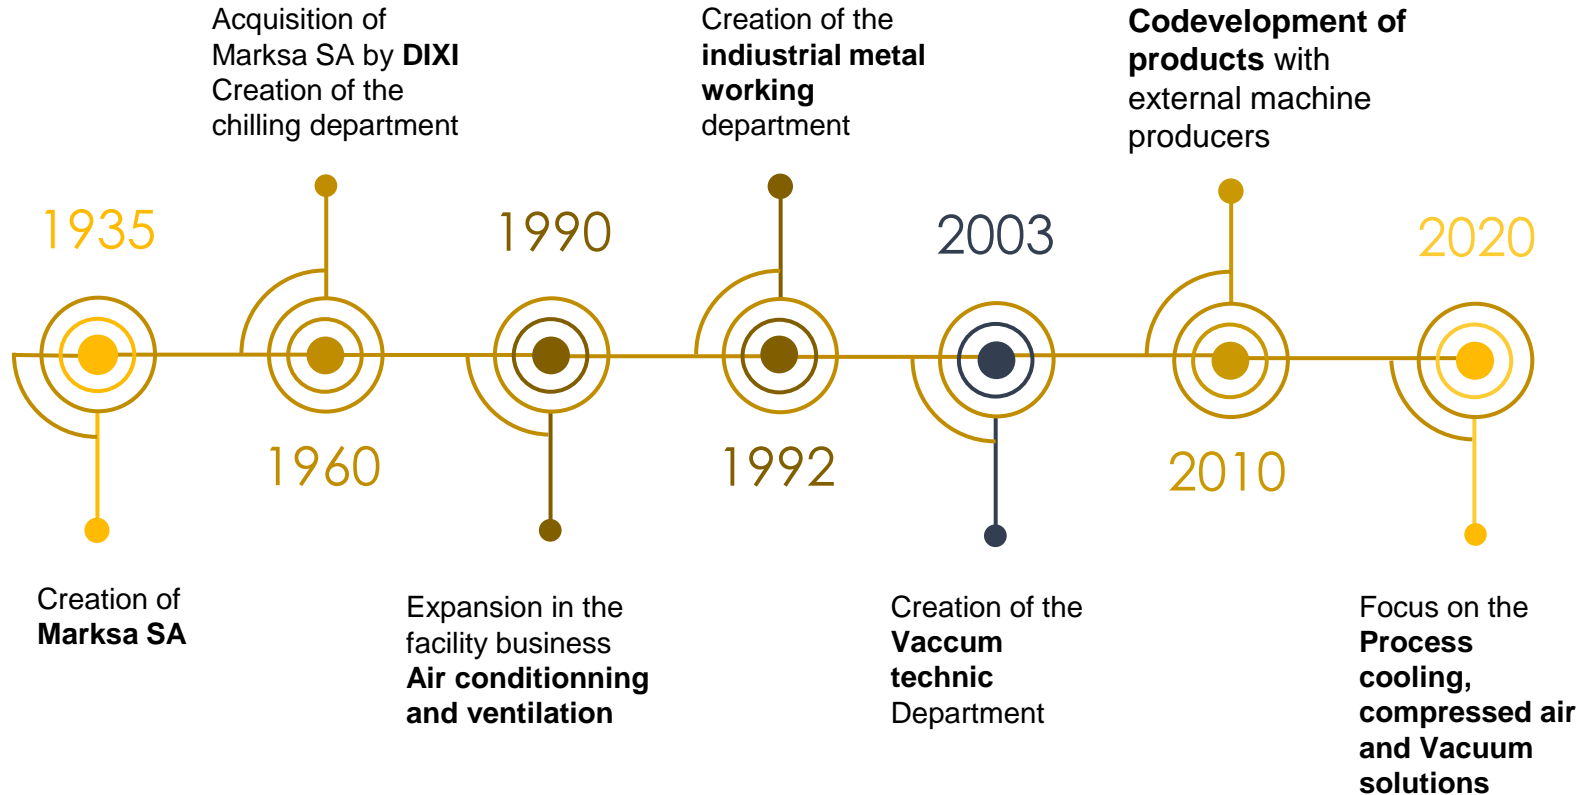 Acquisition of
Marksa SA by DIXI
Creation of the
chilling department
Creation of the
indiustrial metal
working
department
Codevelopment of
products with
external machine
producers
1935
1990
2003
2020
1960
1992
2010
Creation of
Marksa SA
Expansion in the
facility business
Air conditionning
and ventilation
Creation of the
Vaccum
technic
Department
Focus on the
Process
cooling,
compressed air
and Vacuum
solutions